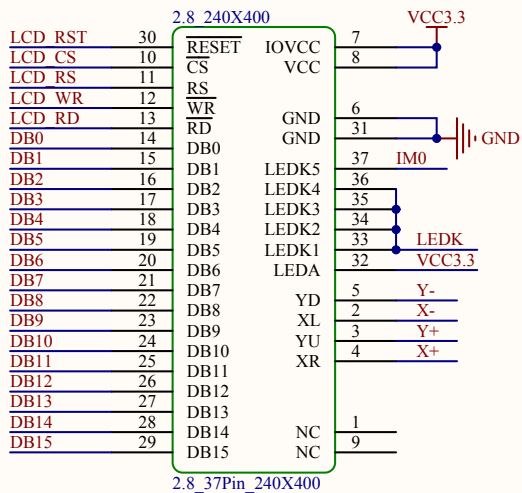 2.8_240X400
VCC3.3
LCD_RST 30 RESET IOVCC 7
LCD_CS 10 CS VCC 8
LCD_RS 11 RS
LCD_WR 12 WR GND 6
LCD_RD 13 RD GND 31 GND
DB0 14 DB0
DB1 15 DB1 LEDK5 37 IM0
DB2 16 DB2 LEDK4 36
DB3 17 DB3 LEDK3 35
DB4 18 DB4 LEDK2 34
DB5 19 DB5 LEDK1 33 LEDK
DB6 20 DB6 LEDA 32 VCC3.3
DB7 21 DB7 YD 5 Y-
DB8 22 DB8 XL 2 X-
DB9 23 DB9 YU 3 Y+
DB10 24 DB10 XR 4 X+
DB11 25 DB11
DB12 26 DB12
DB13 27 DB13
DB14 28 DB14 NC 1
DB15 29 DB15 NC 9
2.8_37Pin_240X400